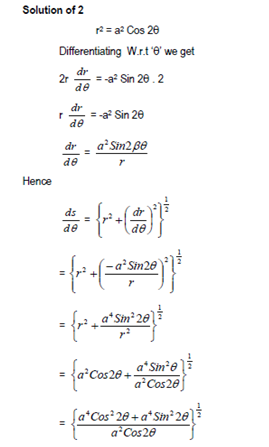 Solution of 2
r² = a² Cos 2θ
Differentiating W.r.t 'θ' we get
2r dr/dθ = -a² Sin 2θ . 2
r dr/dθ = -a² Sin 2θ
dr/dθ = a² Sin2βθ / r
Hence
ds/dθ = {r² + (dr/dθ)²}^½
= {r² + (-a² Sin2θ / r)²}^½
= {r² + a⁴ Sin² 2θ / r²}^½
= {a² Cos2θ + a⁴ Sin² θ / a² Cos2θ}^½
= {a⁴ Cos² 2θ + a⁴ Sin² 2θ / a² Cos2θ}^½